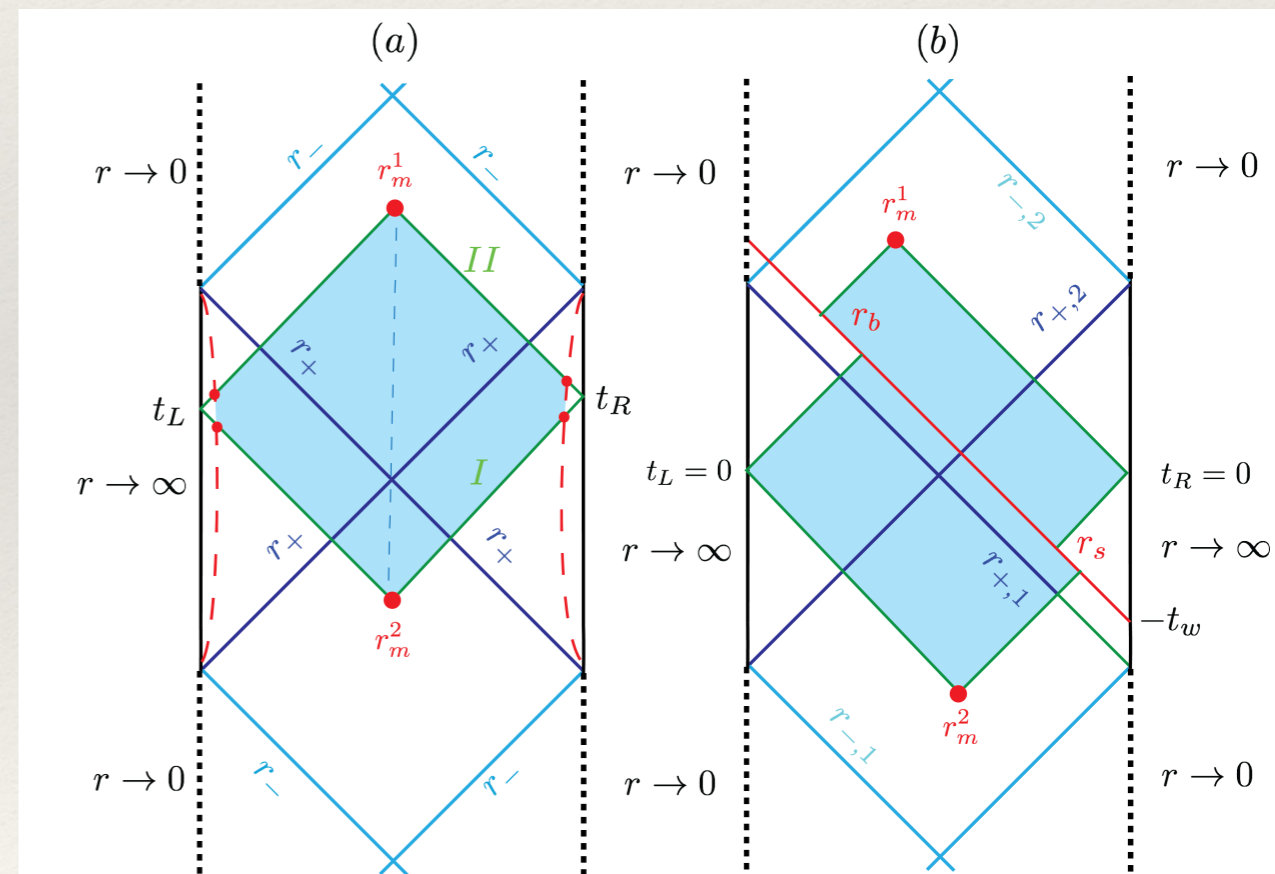 (a)
r → 0
r_-
r_-
r_m^1
II
r_+
r_+
t_L
t_R
r → ∞
I
r_+
r_+
r_m^2
r → 0
r_-
r_-
(b)
r → 0
r → 0
r_{-,2}
r_m^1
r_b
r_{+,2}
t_L = 0
t_R = 0
r → ∞
r → ∞
r_s
r_{+,1}
-t_w
r_m^2
r_{-,1}
r → 0
r → 0